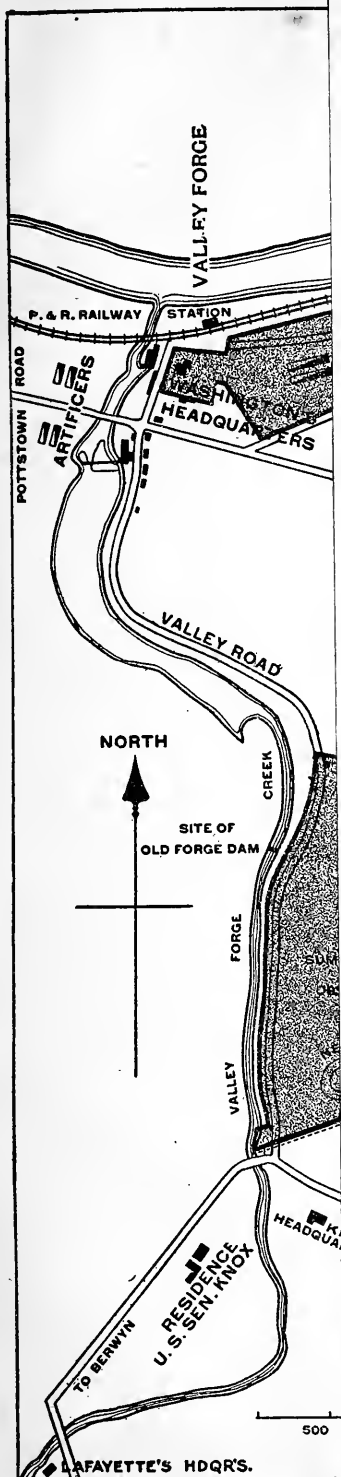 VALLEY FORGE
P. & R. RAILWAY STATION
POTTSTOWN ROAD
ARTIFICERS
WASHINGTON'S
HEADQUARTERS
VALLEY ROAD
NORTH
SITE OF
OLD FORGE DAM
VALLEY FORGE CREEK
RESIDENCE
U. S. SEN. KNOX
HEADQUA
TO BERWYN
500
LAFAYETTE'S HDQR'S.